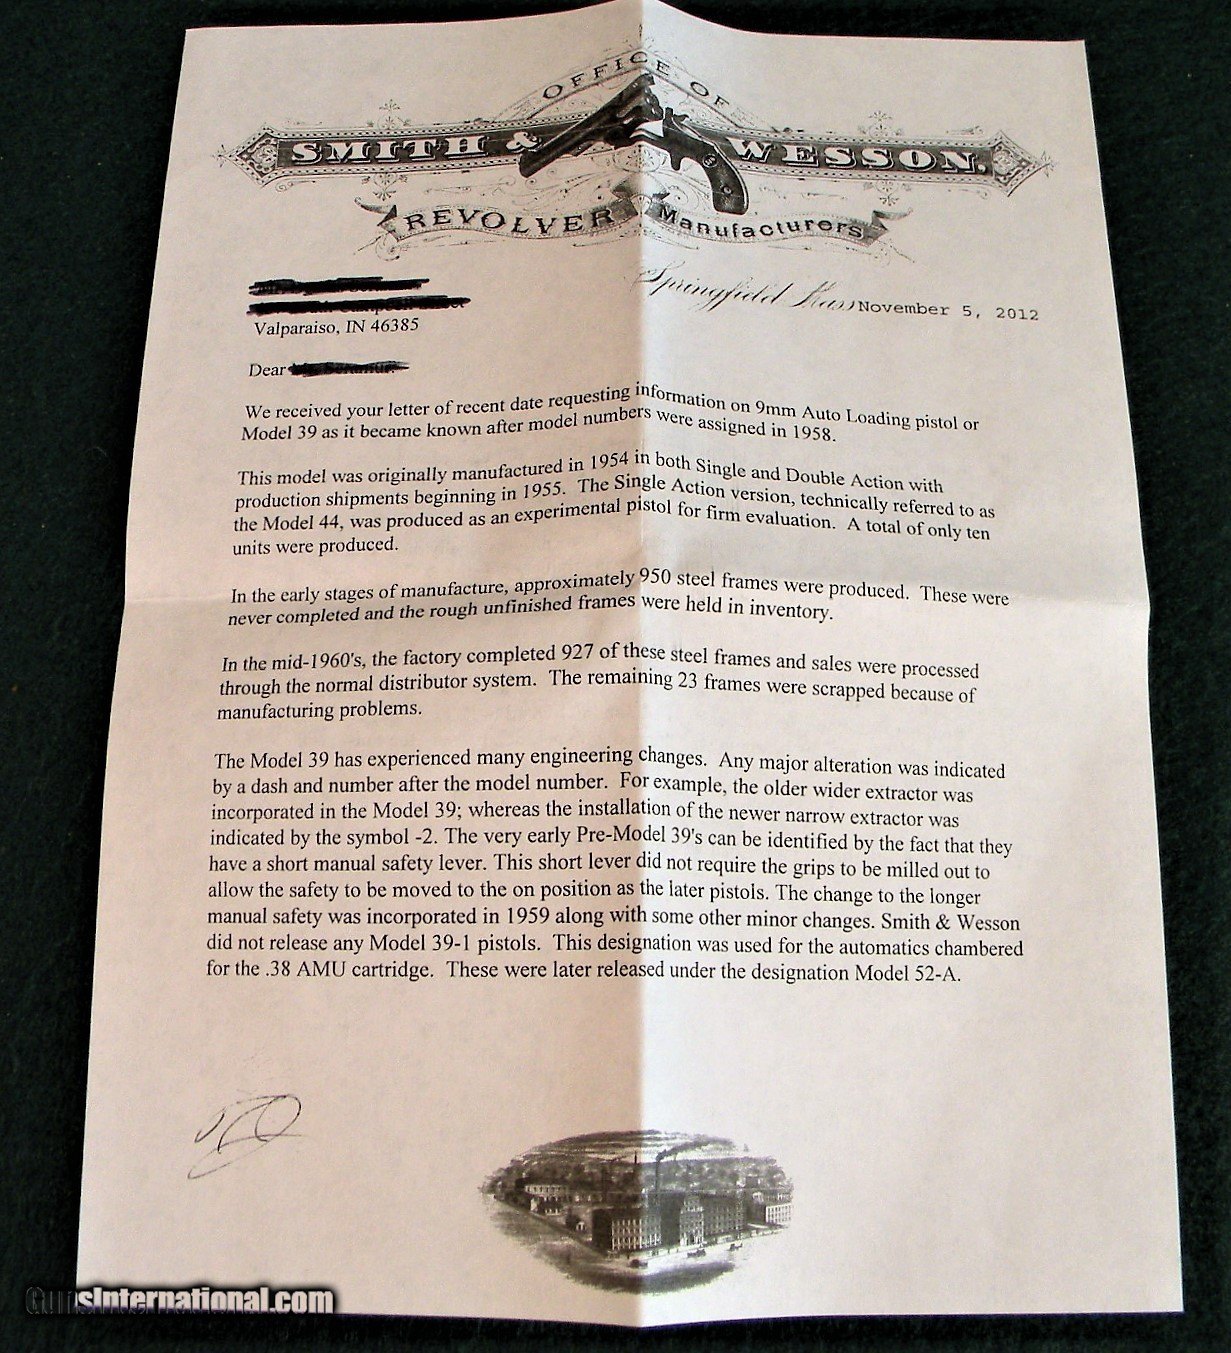 OFFICE OF
SMITH & WESSON.
REVOLVER Manufacturers
Springfield Mass November 5, 2012
Valparaiso, IN 46385
Dear
We received your letter of recent date requesting information on 9mm Auto Loading pistol or
Model 39 as it became known after model numbers were assigned in 1958.
This model was originally manufactured in 1954 in both Single and Double Action with
production shipments beginning in 1955. The Single Action version, technically referred to as
the Model 44, was produced as an experimental pistol for firm evaluation. A total of only ten
units were produced.
In the early stages of manufacture, approximately 950 steel frames were produced. These were
never completed and the rough unfinished frames were held in inventory.
In the mid-1960's, the factory completed 927 of these steel frames and sales were processed
through the normal distributor system. The remaining 23 frames were scrapped because of
manufacturing problems.
The Model 39 has experienced many engineering changes. Any major alteration was indicated
by a dash and number after the model number. For example, the older wider extractor was
incorporated in the Model 39; whereas the installation of the newer narrow extractor was
indicated by the symbol -2. The very early Pre-Model 39's can be identified by the fact that they
have a short manual safety lever. This short lever did not require the grips to be milled out to
allow the safety to be moved to the on position as the later pistols. The change to the longer
manual safety was incorporated in 1959 along with some other minor changes. Smith & Wesson
did not release any Model 39-1 pistols. This designation was used for the automatics chambered
for the .38 AMU cartridge. These were later released under the designation Model 52-A.
GunsInternational.com